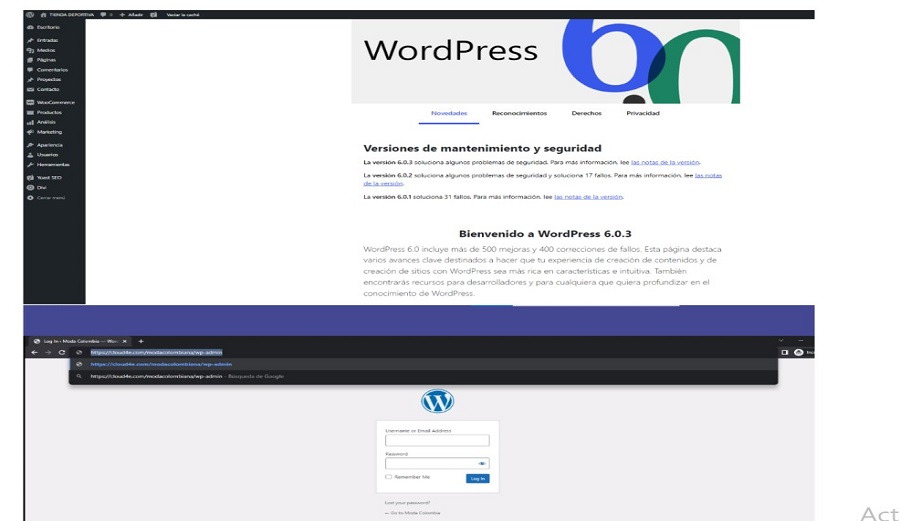 TIENDA DEPORTIVA 0 + Añadir Vaciar la caché
Escritorio
Entradas
Medios
Páginas
Comentarios
Proyectos
Contacto
WooCommerce
Productos
Análisis
Marketing
Apariencia
Usuarios
Herramientas
Yoast SEO
Divi
Cerrar menú
WordPress 6.0
Novedades Reconocimientos Derechos Privacidad
Versiones de mantenimiento y seguridad
La versión 6.0.3 soluciona algunos problemas de seguridad. Para más información, lee las notas de la versión.
La versión 6.0.2 soluciona algunos problemas de seguridad y soluciona 17 fallos. Para más información, lee las notas
de la versión.
La versión 6.0.1 soluciona 31 fallos. Para más información, lee las notas de la versión.
Bienvenido a WordPress 6.0.3
WordPress 6.0 incluye más de 500 mejoras y 400 correcciones de fallos. Esta página destaca
varios avances clave destinados a hacer que tu experiencia de creación de contenidos y de
creación de sitios con WordPress sea más rica en características e intuitiva. También
encontrarás recursos para desarrolladores y para cualquiera que quiera profundizar en el
conocimiento de WordPress.
Log In ‹ Moda Colombia — Wor
https://cloud4e.com/modacolombiana/wp-admin
https://cloud4e.com/modacolombiana/wp-admin
https://cloud4e.com/modacolombiana/wp-admin - Búsqueda de Google
Username or Email Address
Password
Remember Me Log In
Lost your password?
← Go to Moda Colombia
Act